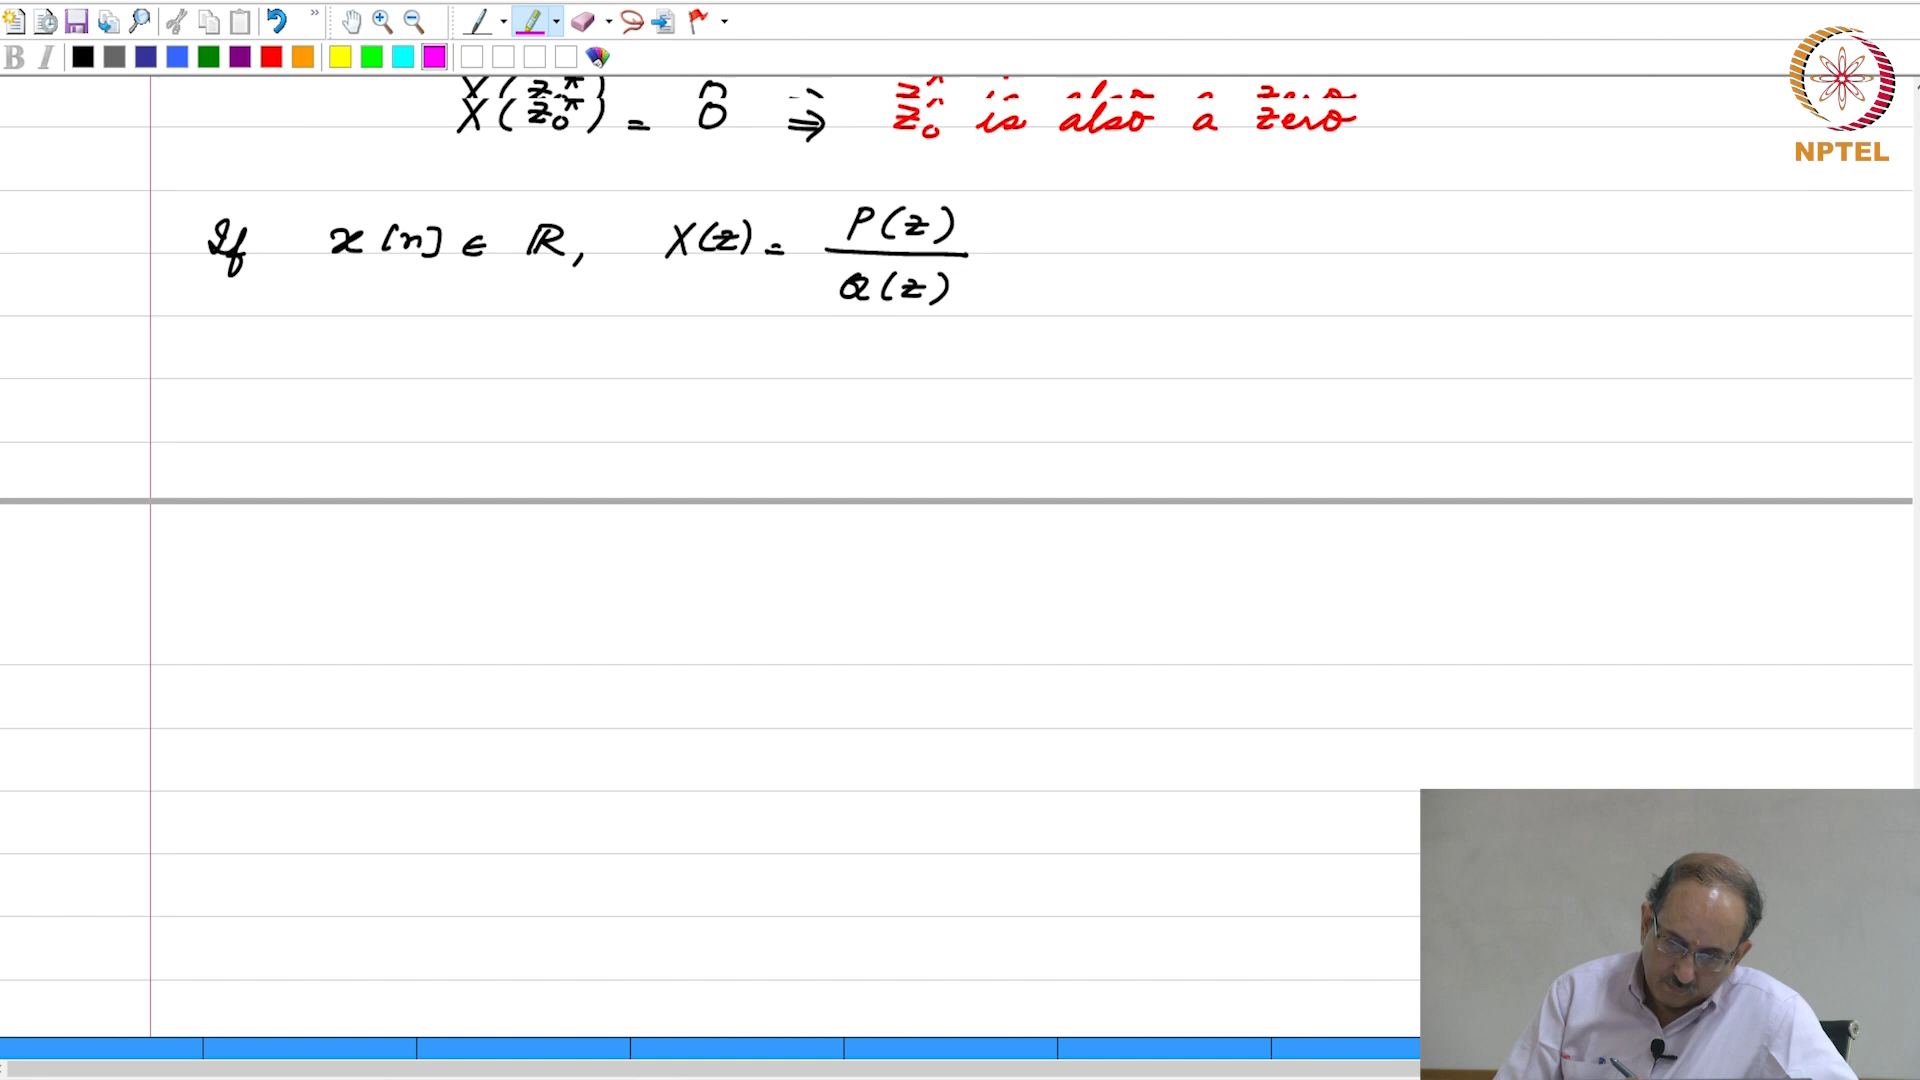 X(z₀*) = 0 ⇒ z₀* is also a zero
If x[n] ∈ ℝ, X(z) = P(z) / Q(z)
NPTEL
B I